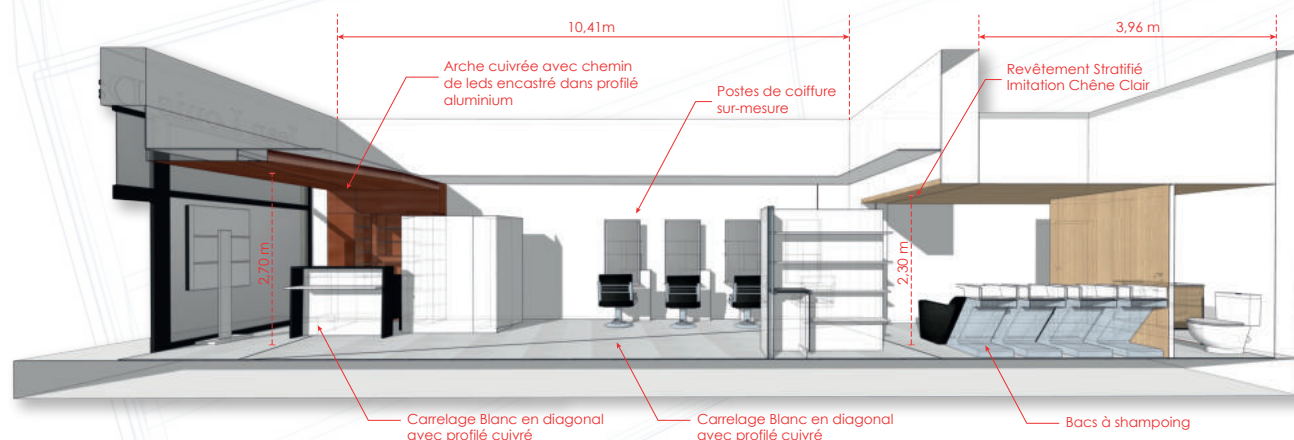 10,41m
3,96 m
Arche cuivrée avec chemin
de leds encastré dans profilé
aluminium
Postes de coiffure
sur-mesure
Revêtement Stratifié
Imitation Chêne Clair
2,70 m
2,30 m
Carrelage Blanc en diagonal
avec profilé cuivré
Carrelage Blanc en diagonal
avec profilé cuivré
Bacs à shampoing